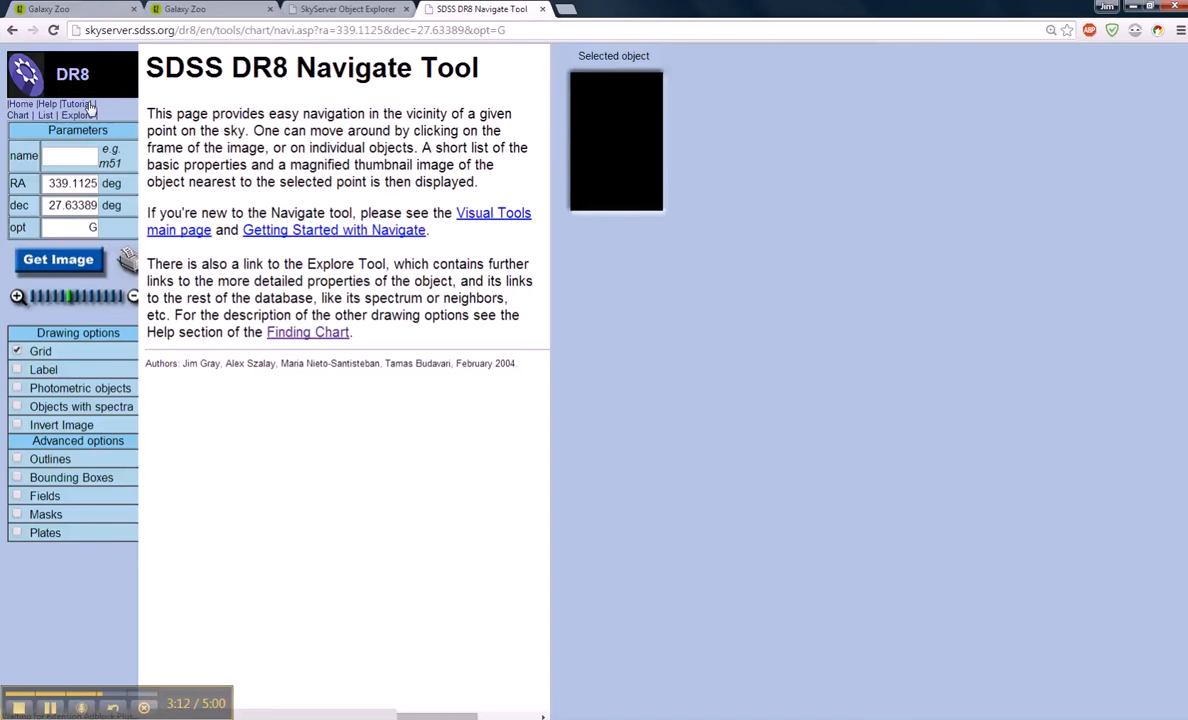 Galaxy Zoo
Galaxy Zoo
SkyServer Object Explorer
SDSS DR8 Navigate Tool
Jim
skyserver.sdss.org/dr8/en/tools/chart/navi.asp?ra=339.1125&dec=27.63389&opt=G
ABP
DR8
|Home |Help |Tutorial|
Chart | List | Explore|
Parameters
name e.g. m51
RA 339.1125 deg
dec 27.63389 deg
opt G
Get Image
Drawing options
Grid
Label
Photometric objects
Objects with spectra
Invert Image
Advanced options
Outlines
Bounding Boxes
Fields
Masks
Plates
SDSS DR8 Navigate Tool
This page provides easy navigation in the vicinity of a given
point on the sky. One can move around by clicking on the
frame of the image, or on individual objects. A short list of the
basic properties and a magnified thumbnail image of the
object nearest to the selected point is then displayed.
If you're new to the Navigate tool, please see the Visual Tools
main page and Getting Started with Navigate.
There is also a link to the Explore Tool, which contains further
links to the more detailed properties of the object, and its links
to the rest of the database, like its spectrum or neighbors,
etc. For the description of the other drawing options see the
Help section of the Finding Chart.
Authors: Jim Gray, Alex Szalay, Maria Nieto-Santisteban, Tamas Budavari, February 2004.
Selected object
3:12 / 5:00